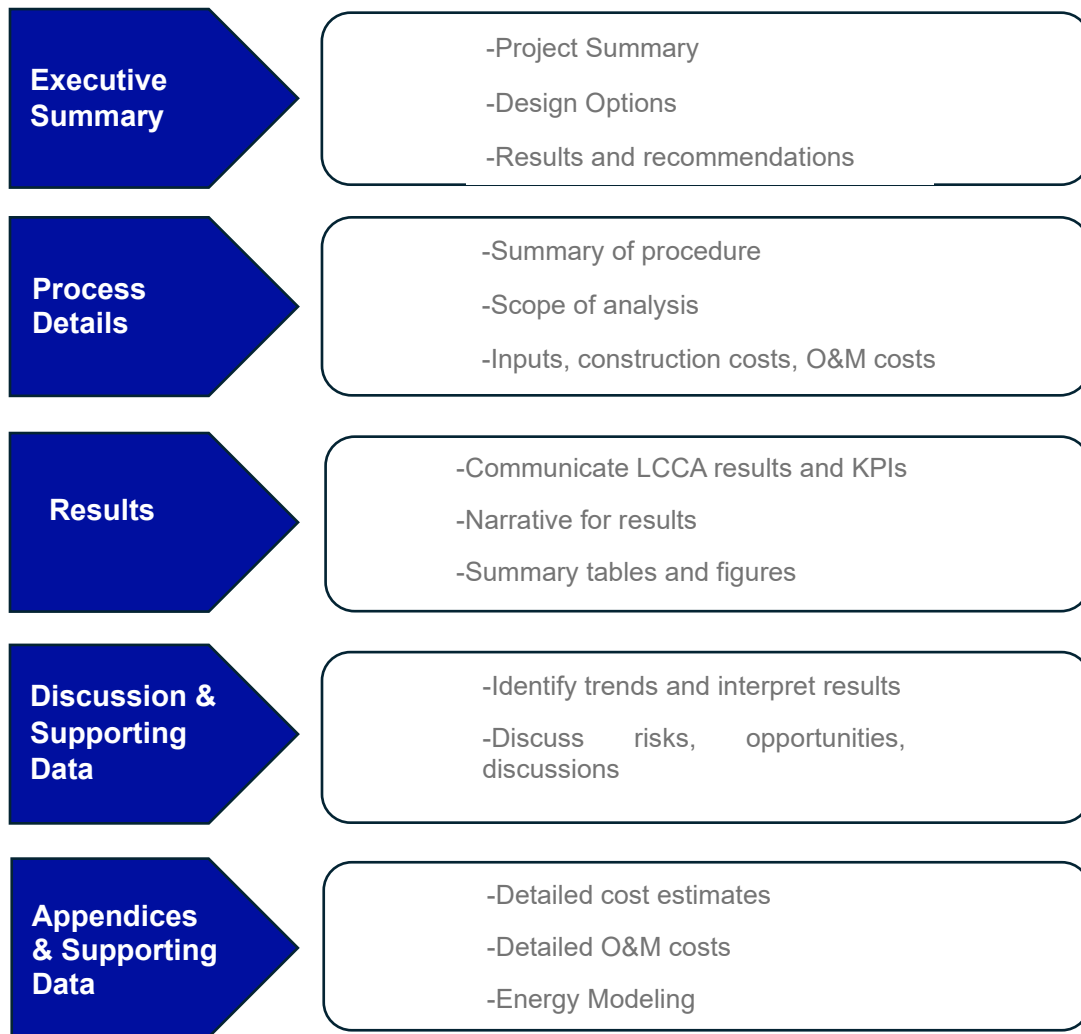 Executive
Summary
-Project Summary
-Design Options
-Results and recommendations
Process
Details
-Summary of procedure
-Scope of analysis
-Inputs, construction costs, O&M costs
Results
-Communicate LCCA results and KPIs
-Narrative for results
-Summary tables and figures
Discussion &
Supporting
Data
-Identify trends and interpret results
-Discuss risks, opportunities,
discussions
Appendices
& Supporting
Data
-Detailed cost estimates
-Detailed O&M costs
-Energy Modeling